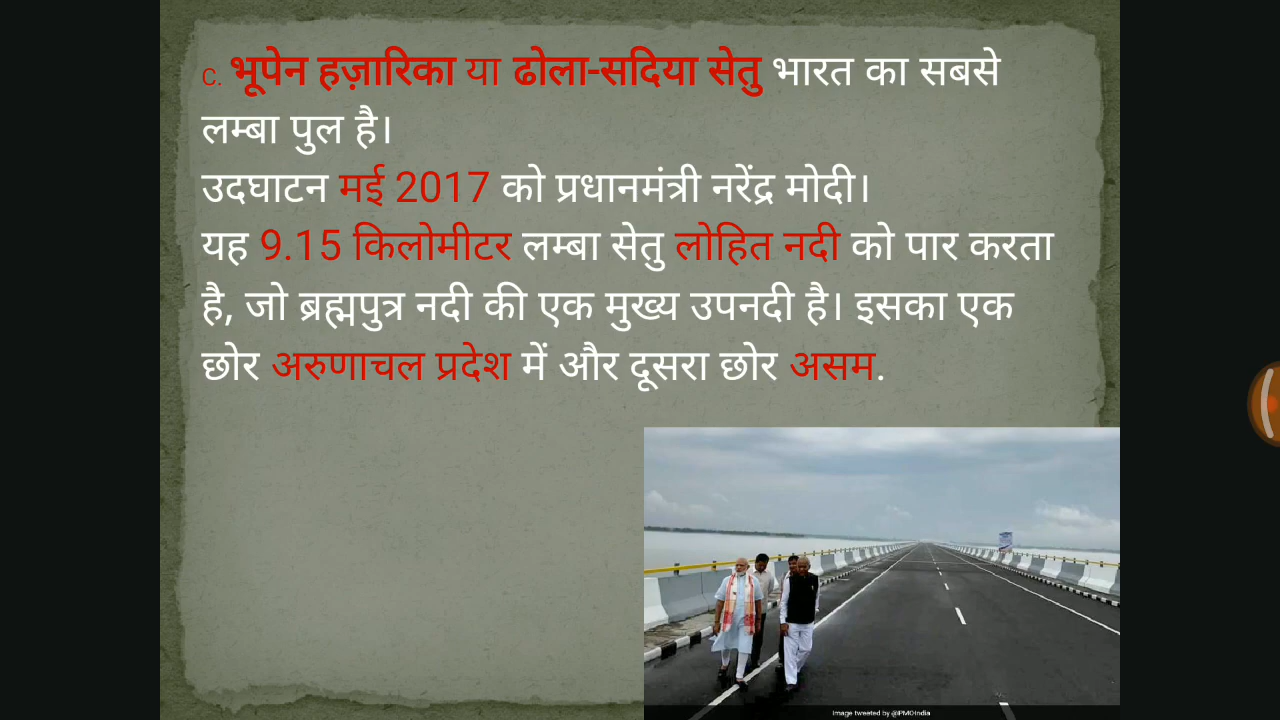 c. भूपेन हज़ारिका या ढोला-सदिया सेतु भारत का सबसे
लम्बा पुल है।
उदघाटन मई 2017 को प्रधानमंत्री नरेंद्र मोदी।
यह 9.15 किलोमीटर लम्बा सेतु लोहित नदी को पार करता
है, जो ब्रह्मपुत्र नदी की एक मुख्य उपनदी है। इसका एक
छोर अरुणाचल प्रदेश में और दूसरा छोर असम.
Image tweeted by @PMOIndia